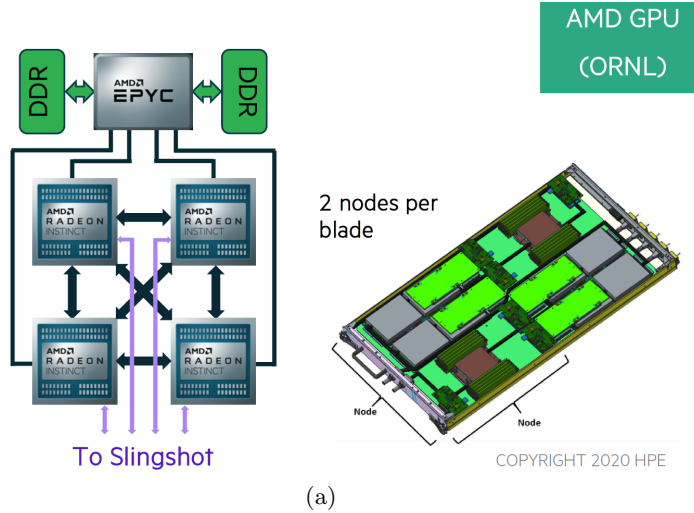 AMD GPU
(ORNL)
DDR
AMD
EPYC
DDR
AMD
RADEON
INSTINCT
AMD
RADEON
INSTINCT
AMD
RADEON
INSTINCT
AMD
RADEON
INSTINCT
To Slingshot
2 nodes per
blade
Node
Node
COPYRIGHT 2020 HPE
(a)